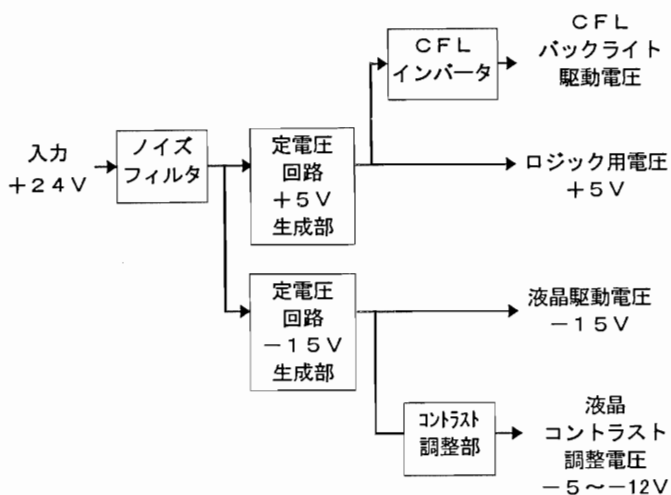 入力
+24V
ノイズ
フィルタ
定電圧
回路
+5V
生成部
CFL
インバータ
CFL
バックライト
駆動電圧
ロジック用電圧
+5V
定電圧
回路
-15V
生成部
液晶駆動電圧
-15V
コントラスト
調整部
液晶
コントラスト
調整電圧
-5~-12V